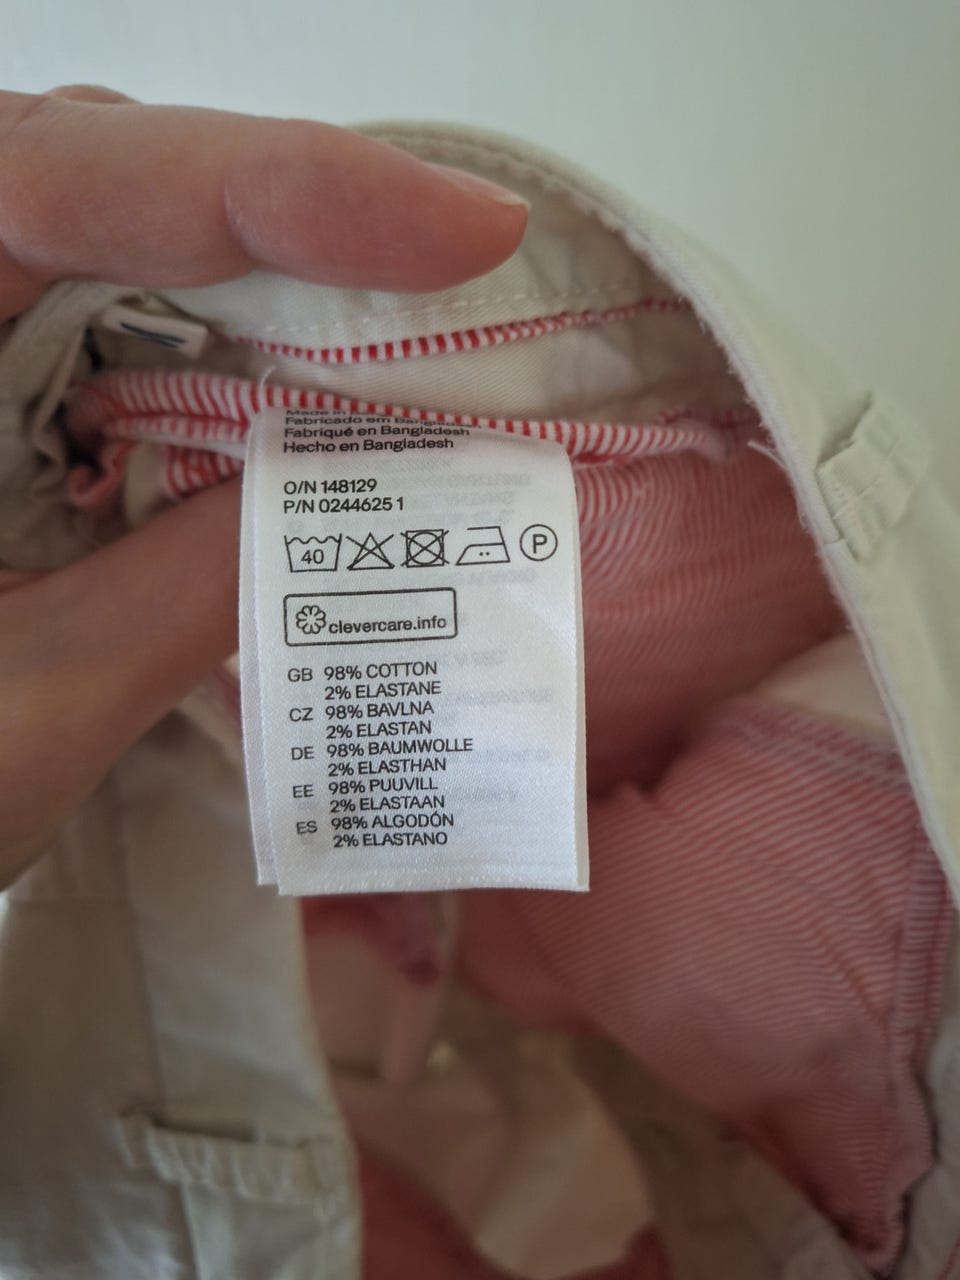 Made in
Fabricado em Bangladesh
Fabriqué en Bangladesh
Hecho en Bangladesh
O/N 148129
P/N 0244625 1
40
P
clevercare.info
GB 98% COTTON
2% ELASTANE
CZ 98% BAVLNA
2% ELASTAN
DE 98% BAUMWOLLE
2% ELASTHAN
EE 98% PUUVILL
2% ELASTAAN
ES 98% ALGODÓN
2% ELASTANO